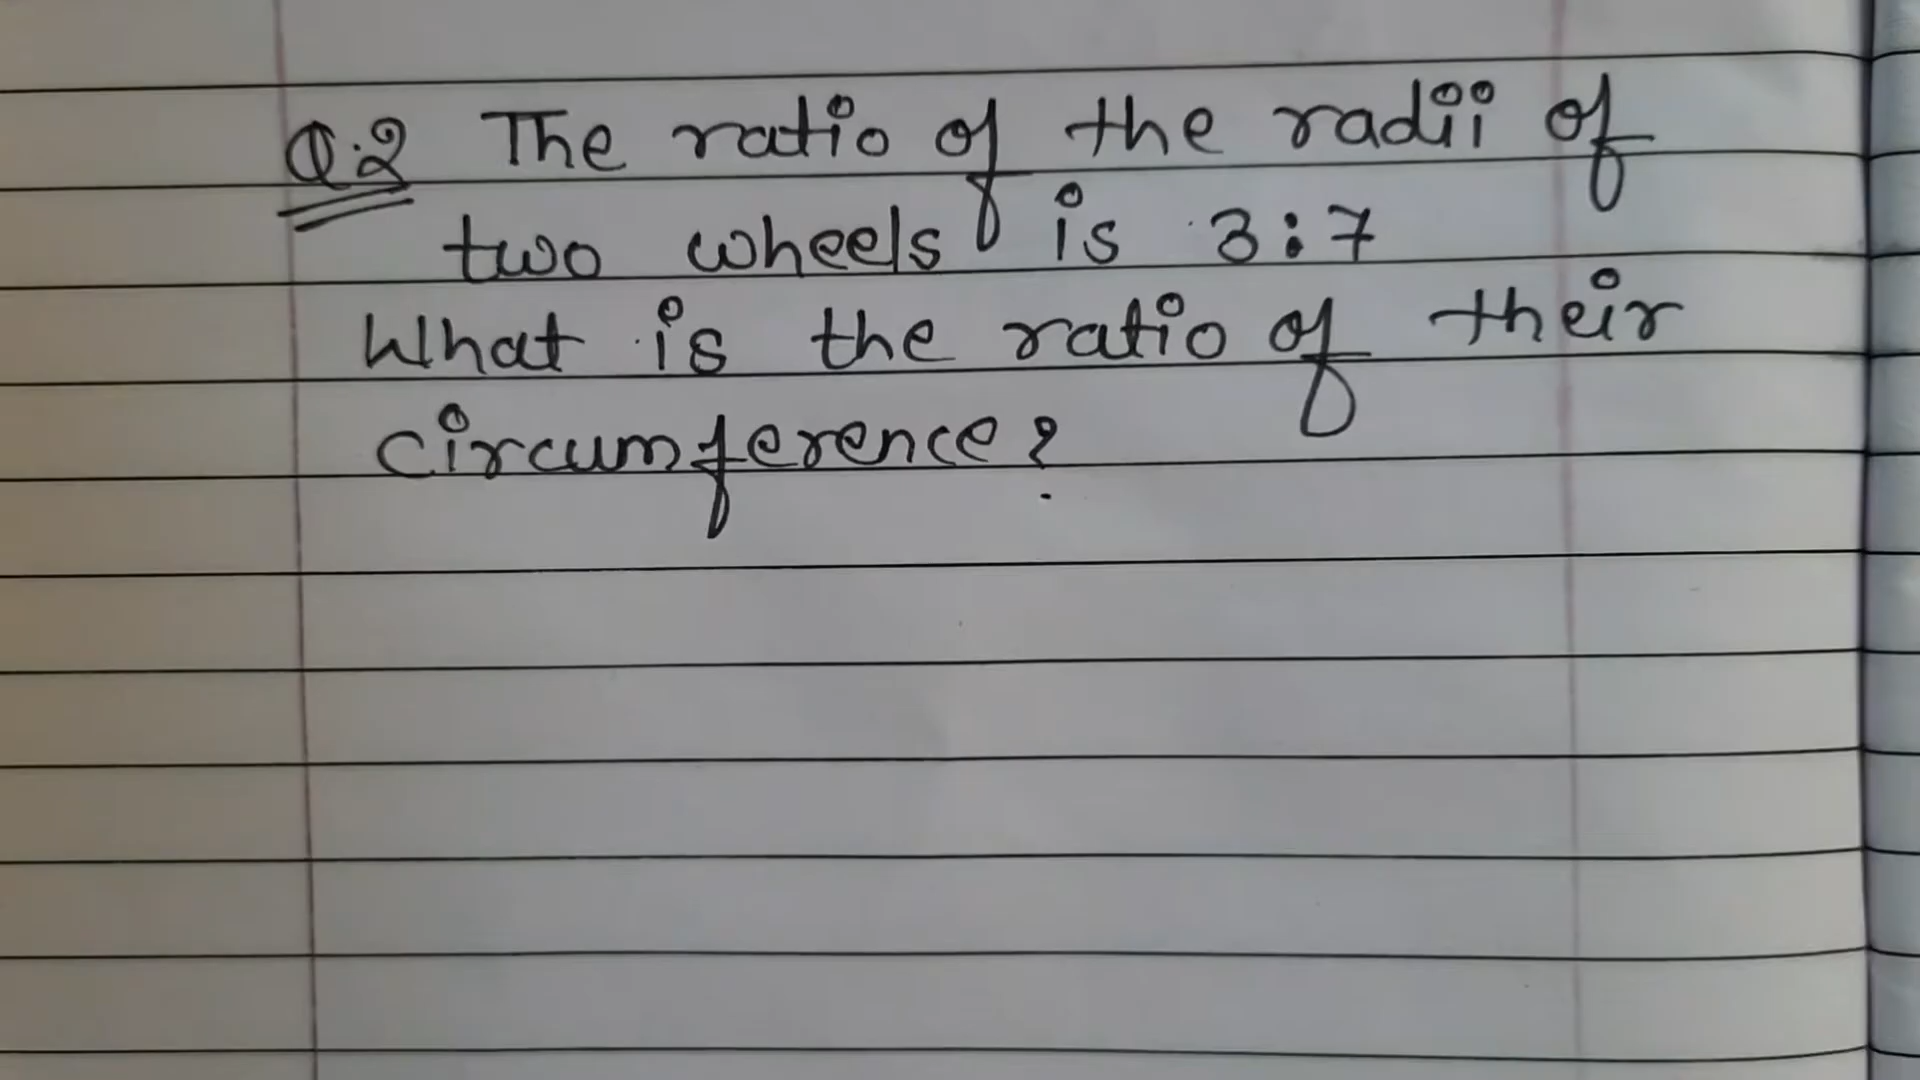 Q.2 The ratio of the radii of
two wheels is 3:7
What is the ratio of their
circumference?